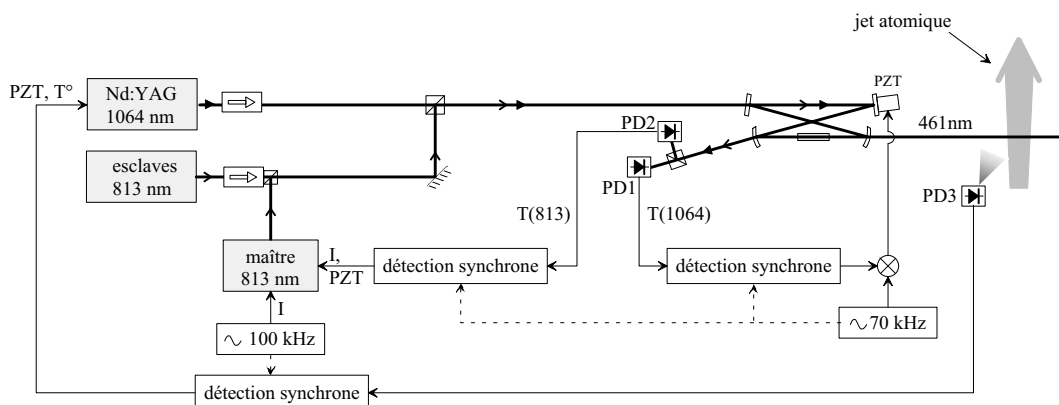 jet atomique
PZT, T°
Nd:YAG
1064 nm
PZT
PD2
461nm
esclaves
813 nm
PD1
PD3
T(813)
T(1064)
maître
813 nm
I,
PZT
détection synchrone
détection synchrone
I
100 kHz
70 kHz
détection synchrone